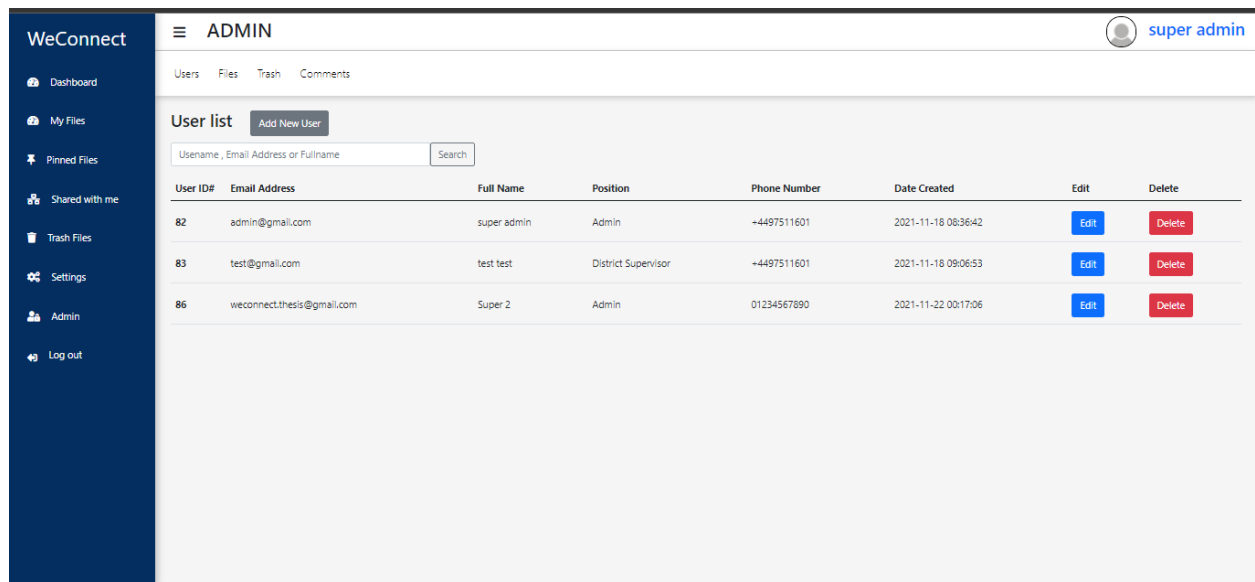 WeConnect
ADMIN
super admin
Dashboard
My Files
Pinned Files
Shared with me
Trash Files
Settings
Admin
Log out
Users Files Trash Comments
User list Add New User
Usename , Email Address or Fullname Search
User ID# Email Address Full Name Position Phone Number Date Created Edit Delete
82 admin@gmail.com super admin Admin +4497511601 2021-11-18 08:36:42 Edit Delete
83 test@gmail.com test test District Supervisor +4497511601 2021-11-18 09:06:53 Edit Delete
86 weconnect.thesis@gmail.com Super 2 Admin 01234567890 2021-11-22 00:17:06 Edit Delete